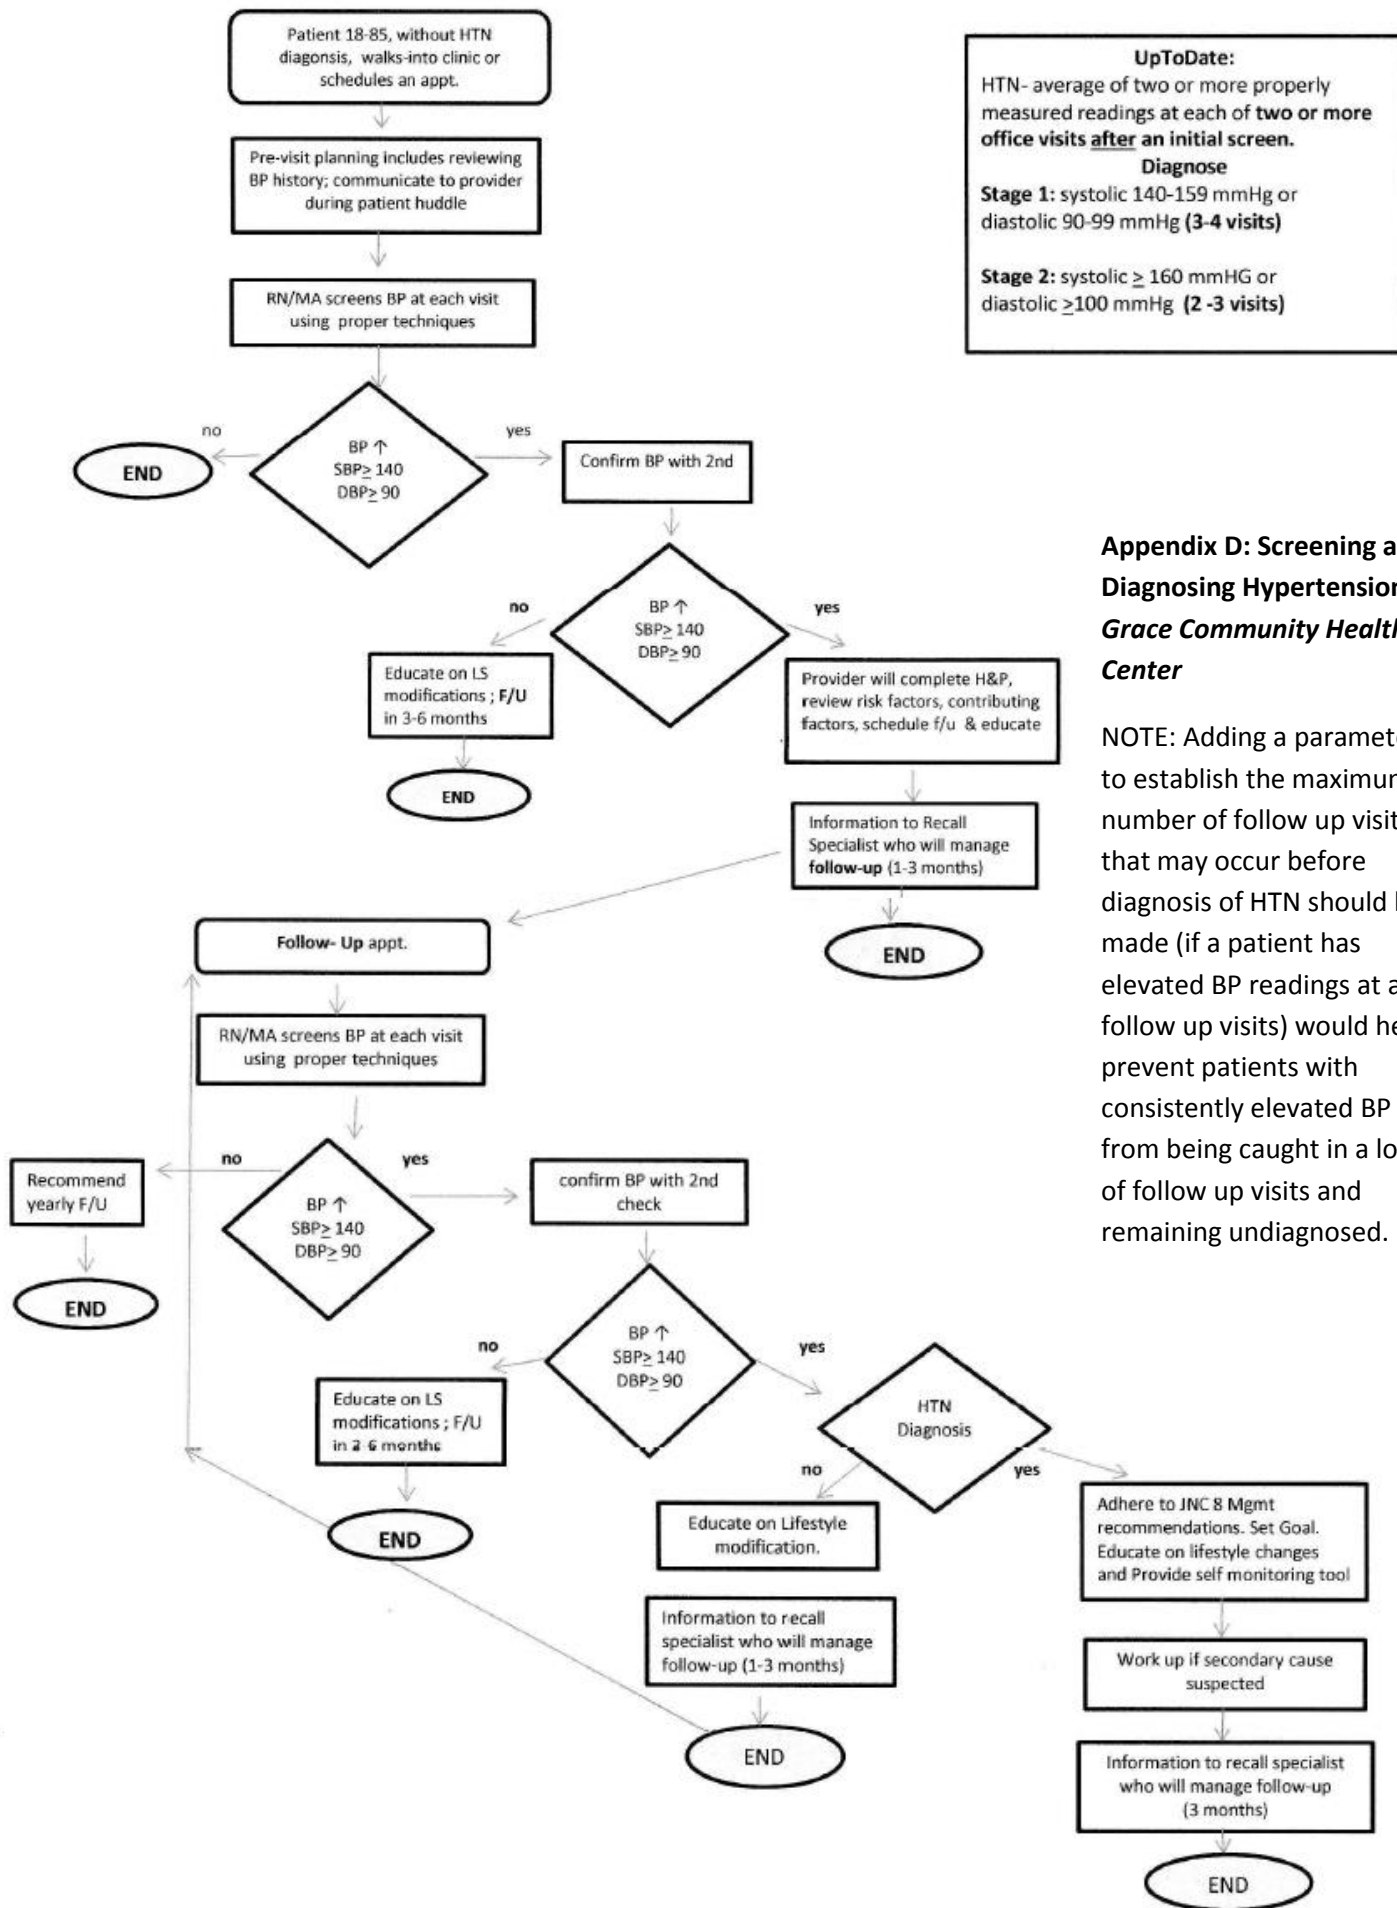 Patient 18-85, without HTN
diagonsis, walks-into clinic or
schedules an appt.
UpToDate:
HTN- average of two or more properly
measured readings at each of two or more
office visits after an initial screen.
Diagnose
Stage 1: systolic 140-159 mmHg or
diastolic 90-99 mmHg (3-4 visits)
Stage 2: systolic ≥ 160 mmHG or
diastolic ≥100 mmHg (2 -3 visits)
Pre-visit planning includes reviewing
BP history; communicate to provider
during patient huddle
RN/MA screens BP at each visit
using proper techniques
no
yes
END
BP ↑
SBP≥ 140
DBP≥ 90
Confirm BP with 2nd
Appendix D: Screening
Diagnosing
Grace Community
Center
NOTE: Adding a
to establish the
number of follow up
that may occur before
diagnosis of HTN should
made (if a patient has
elevated BP readings at
follow up visits) would
prevent patients with
consistently elevated BP
from being caught in a
of follow up visits and
remaining undiagnosed.
no
yes
BP ↑
SBP≥ 140
DBP≥ 90
Educate on LS
modifications ; F/U
in 3-6 months
END
Provider will complete H&P,
review risk factors, contributing
factors, schedule f/u & educate
Information to Recall
Specialist who will manage
follow-up (1-3 months)
END
Follow- Up appt.
RN/MA screens BP at each visit
using proper techniques
no
yes
Recommend
yearly F/U
END
BP ↑
SBP≥ 140
DBP≥ 90
confirm BP with 2nd
check
no
yes
BP ↑
SBP≥ 140
DBP≥ 90
Educate on LS
modifications ; F/U
in 3-6 months
END
HTN
Diagnosis
no
yes
Educate on Lifestyle
modification.
Information to recall
specialist who will manage
follow-up (1-3 months)
END
Adhere to JNC 8 Mgmt
recommendations. Set Goal.
Educate on lifestyle changes
and Provide self monitoring tool
Work up if secondary cause
suspected
Information to recall specialist
who will manage follow-up
(3 months)
END